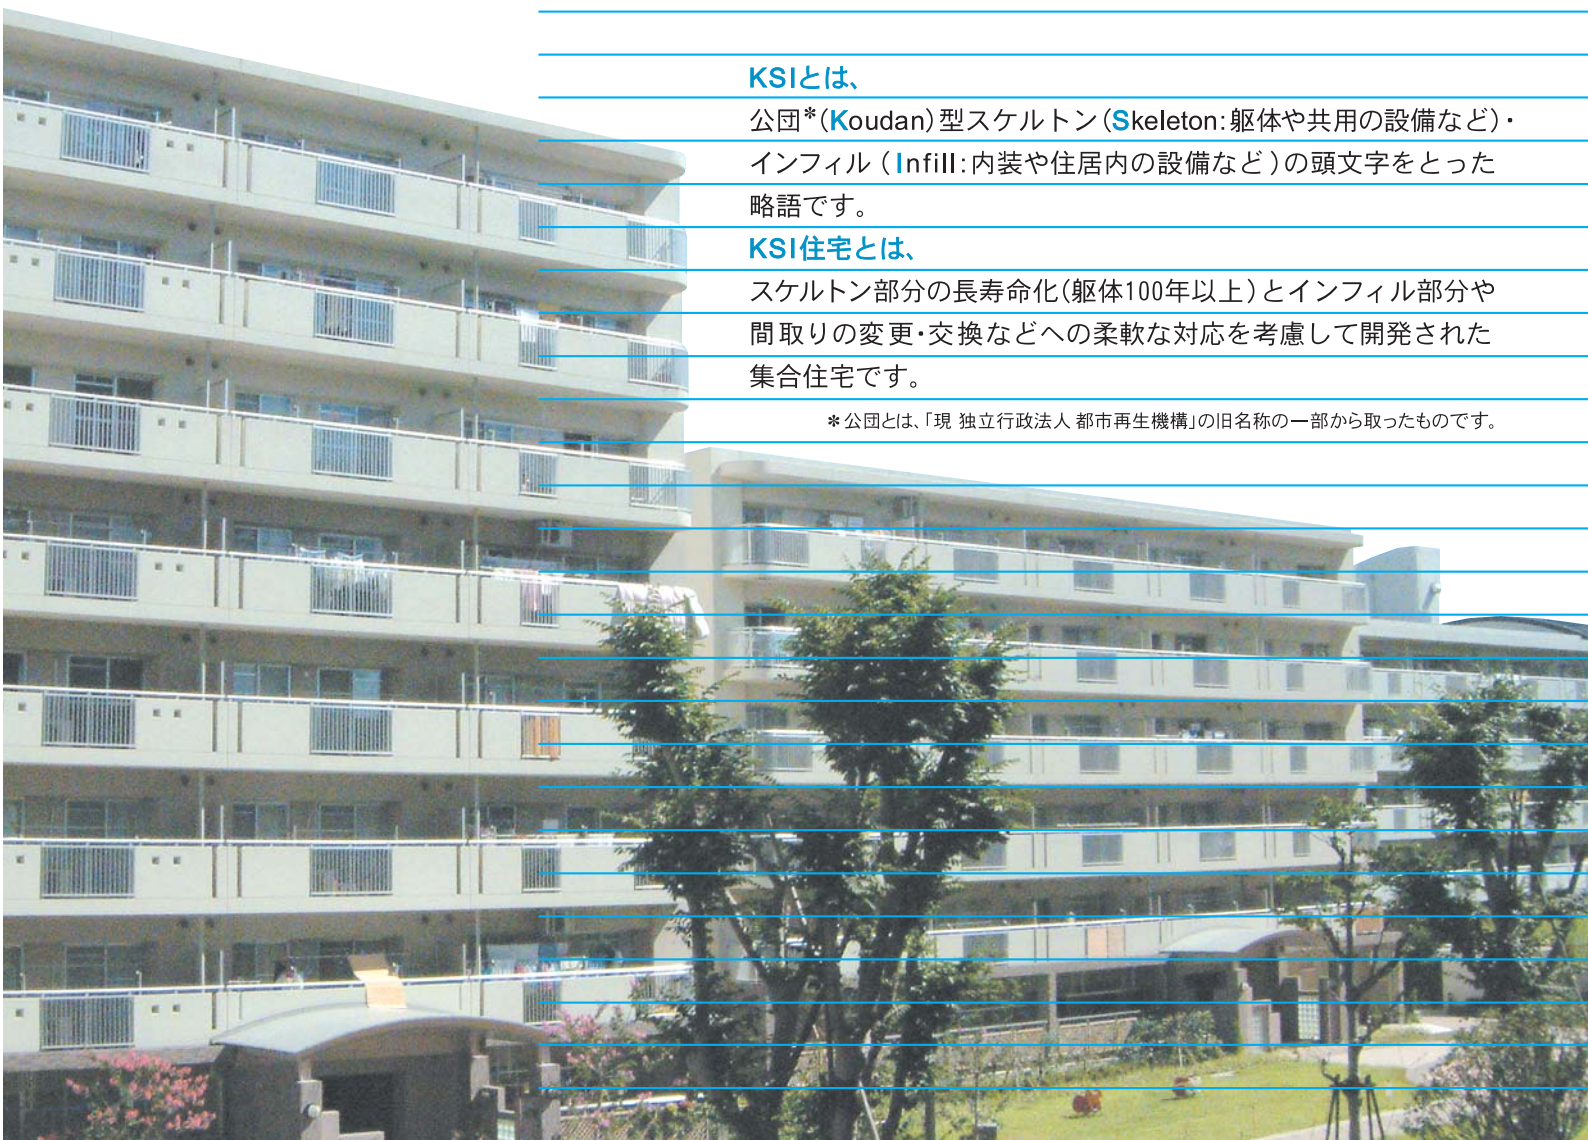 KSIとは、
公団*(Koudan)型スケルトン(Skeleton:躯体や共用の設備など)・
インフィル(Infill:内装や住居内の設備など)の頭文字をとった
略語です。
KSI住宅とは、
スケルトン部分の長寿命化(躯体100年以上)とインフィル部分や
間取りの変更・交換などへの柔軟な対応を考慮して開発された
集合住宅です。
*公団とは、「現 独立行政法人 都市再生機構」の旧名称の一部から取ったものです。